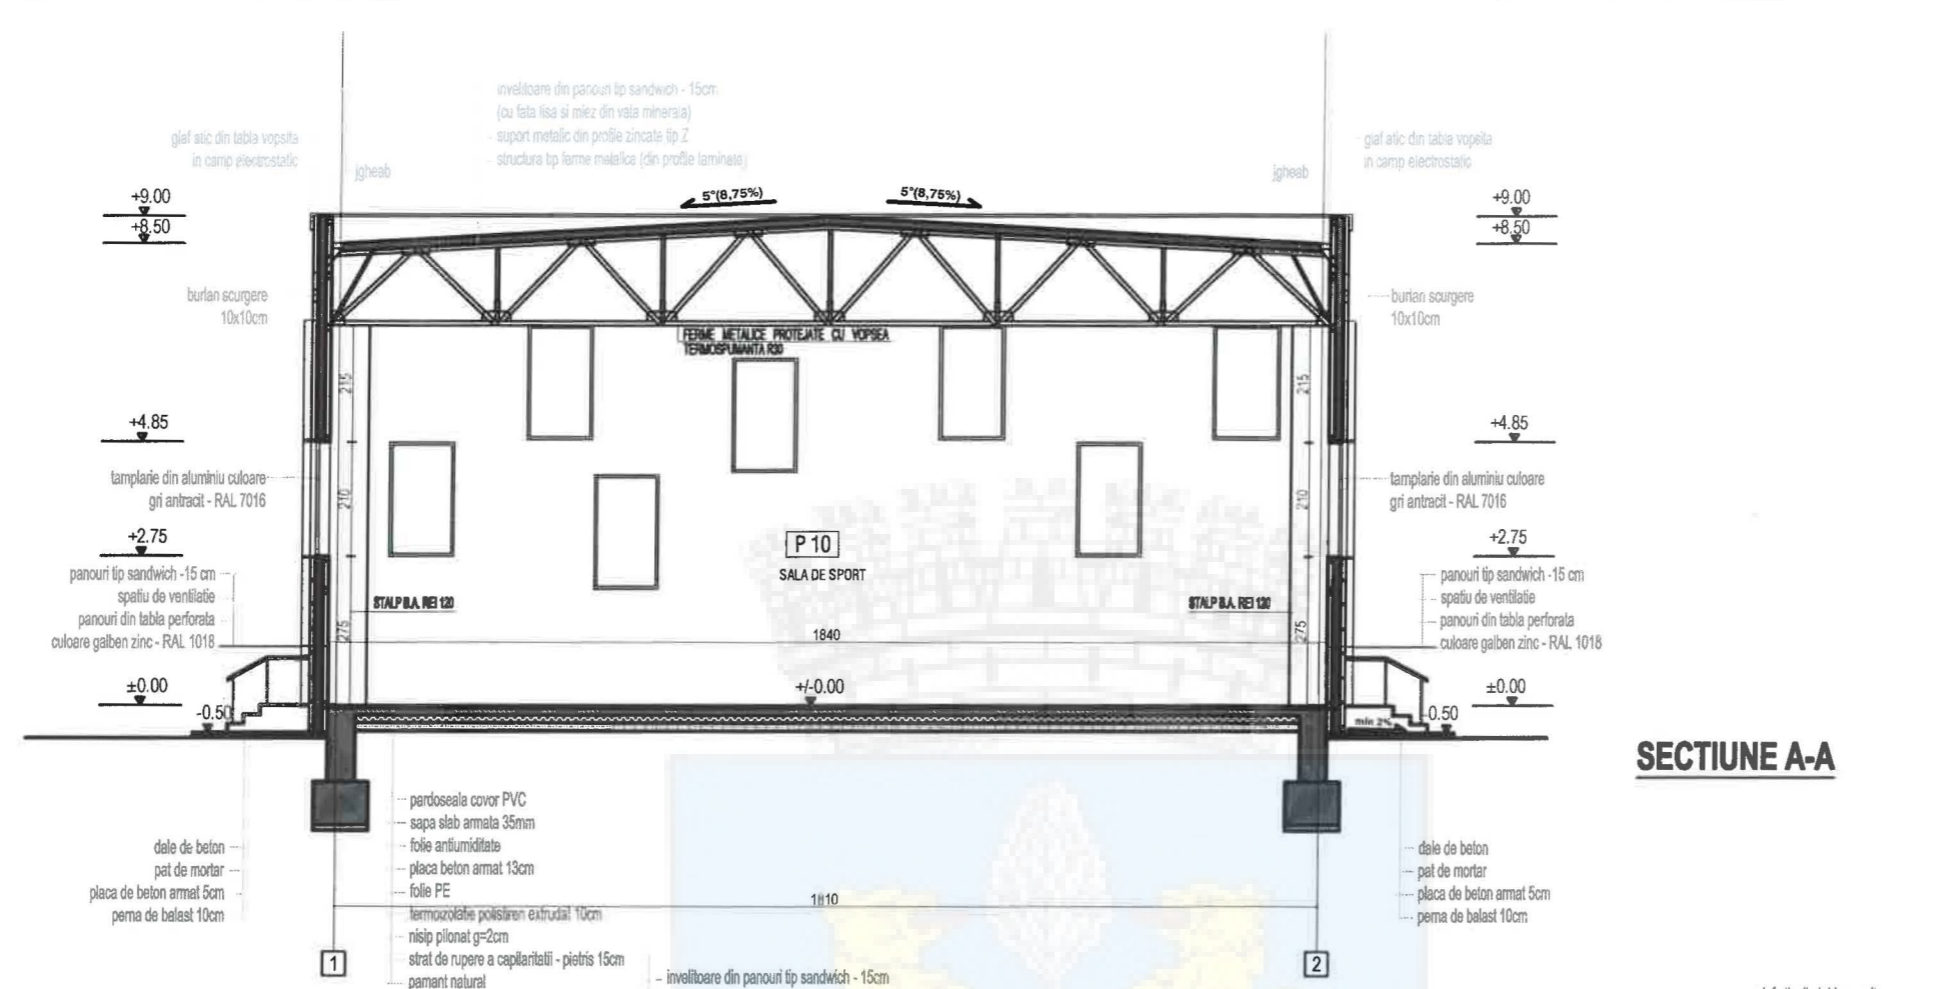 invelitoare din panouri tip sandwich - 15cm
(cu fata lisa si miez din vata minerala)
- suport metalic din profile zincate tip Z
- structura tip ferme metalice (din profile laminate)
glaf atic din tabla vopsita
in camp electrostatic
jgheab
jgheab
- glaf atic din tabla vopsita
in camp electrostatic
+9.00
+8.50
5°(8,75%)
5°(8,75%)
+9.00
+8.50
burlan scurgere
10x10cm
burlan scurgere
10x10cm
FERME METALICE PROTEJATE CU VOPSEA
TERMOSPUMANTA R30
215
215
+4.85
+4.85
tamplarie din aluminiu culoare
gri antracit - RAL 7016
210
210
tamplarie din aluminiu culoare
gri antracit - RAL 7016
+2.75
P 10
SALA DE SPORT
+2.75
panouri tip sandwich -15 cm
spatiu de ventilatie
panouri din tabla perforata
culoare galben zinc - RAL 1018
STALP B.A. REI 120
STALP B.A. REI 120
panouri tip sandwich -15 cm
- spatiu de ventilatie
- panouri din tabla perforata
culoare galben zinc - RAL 1018
275
1840
275
±0.00
+/-0.00
±0.00
-0.50
min 2%
0.50
SECTIUNE A-A
- pardoseala covor PVC
- sapa slab armata 35mm
- folie antiumiditate
- placa beton armat 13cm
- folie PE
termoizolatie polistiren extrudat 10cm
- nisip pilonat g=2cm
- strat de rupere a capilaritatii - pietris 15cm
- pamant natural
dale de beton
pat de mortar
placa de beton armat 5cm
perna de balast 10cm
- dale de beton
- pat de mortar
- placa de beton armat 5cm
- perna de balast 10cm
1810
1
2
- invelitoare din panouri tip sandwich - 15cm